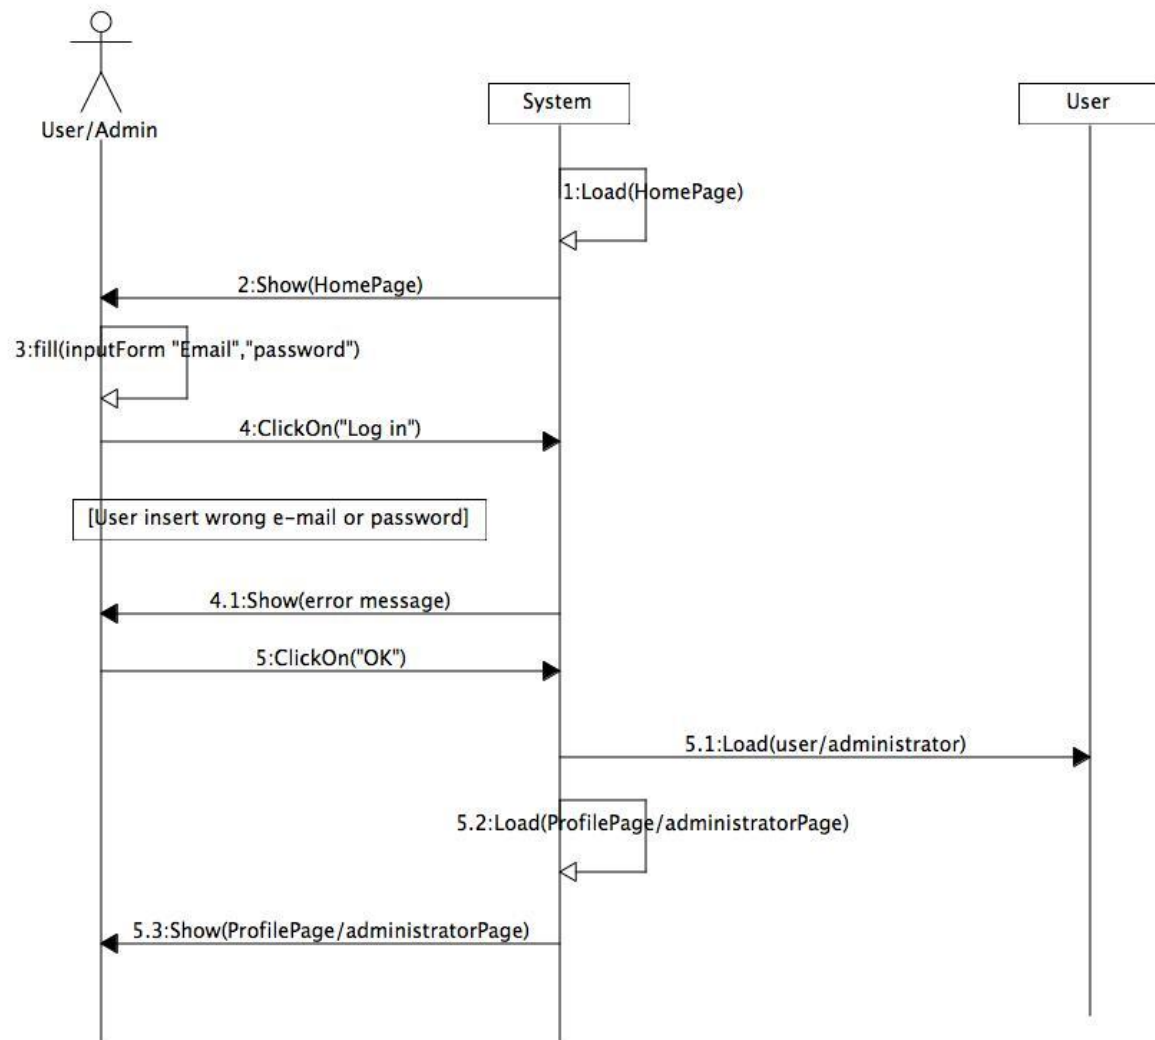 System
User
User/Admin
1:Load(HomePage)
2:Show(HomePage)
3:fill(inputForm "Email","password")
4:ClickOn("Log in")
[User insert wrong e-mail or password]
4.1:Show(error message)
5:ClickOn("OK")
5.1:Load(user/administrator)
5.2:Load(ProfilePage/administratorPage)
5.3:Show(ProfilePage/administratorPage)